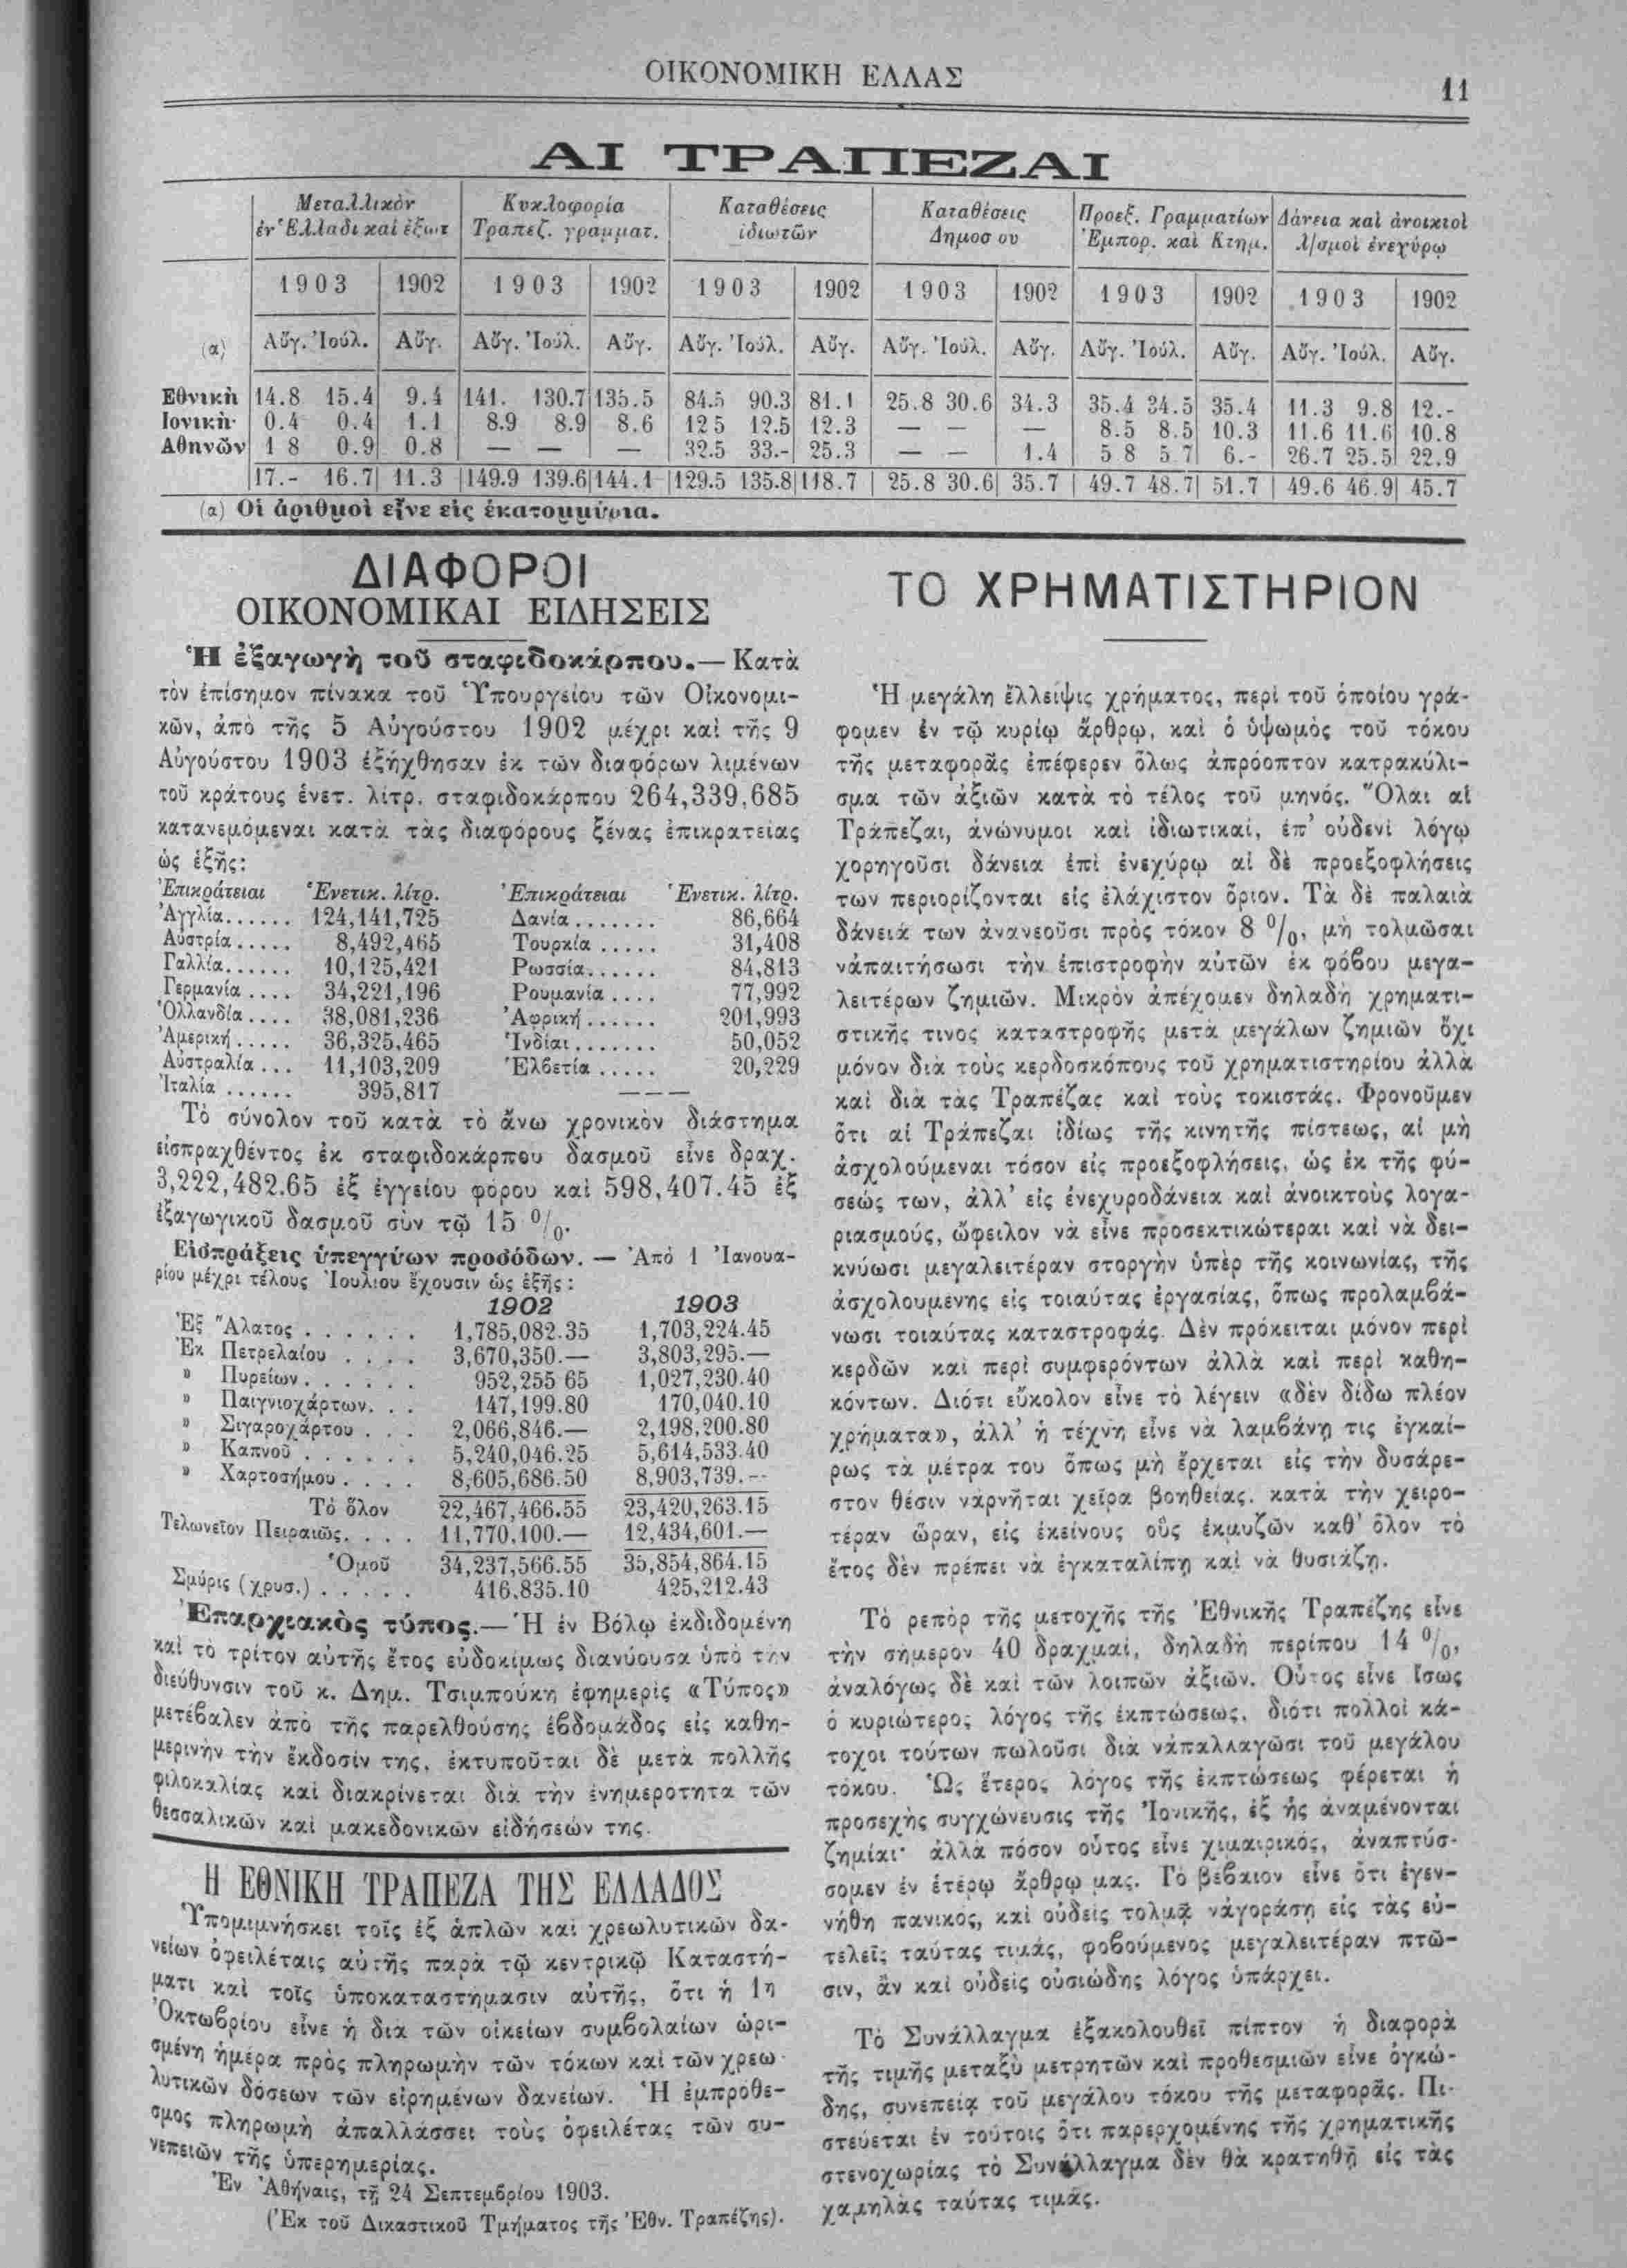 ΟΙΚΟΝΟΜΙΚΗ ΕΛΛΑΣ
11
ΑΙ ΤΡΑΠΕΖΑΙ
Μεταλλικὸν Κυκλοφορία Καταθέσεις Καταθέσεις Προεξ. Γραμματίων Δάνεια καὶ ἀνοικτοὶ
ἐν Ἑλλάδι καὶ ἐξωτ Τραπεζ. γραμματ. ἰδιωτῶν Δημοσ ου Ἐμπορ. καὶ Κτημ. λ/σμοὶ ἐνεχύρῳ
1903 1902 1903 1902 1903 1902 1903 1902 1903 1902 1903 1902
(α) Αὔγ. Ἰούλ. Αὔγ. Αὔγ. Ἰούλ. Αὔγ. Αὔγ. Ἰούλ. Αὔγ. Αὔγ. Ἰούλ. Αὔγ. Αὔγ. Ἰούλ. Αὔγ. Αὔγ. Ἰούλ. Αὔγ.
Εθνικὴ 14.8 15.4 9.4 141. 130.7 135.5 84.5 90.3 81.1 25.8 30.6 34.3 35.4 34.5 35.4 11.3 9.8 12.-
Ιονικὴ· 0.4 0.4 1.1 8.9 8.9 8.6 12 5 12.5 12.3 — — — 8.5 8.5 10.3 11.6 11.6 10.8
Αθηνῶν 1 8 0.9 0.8 — — — 32.5 33.- 25.3 — — 1.4 5 8 5 7 6.- 26.7 25.5 22.9
17.- 16.7 11.3 149.9 139.6 144.1 129.5 135.8 118.7 25.8 30.6 35.7 49.7 48.7 51.7 49.6 46.9 45.7
(α) Οἱ ἀριθμοὶ εἶνε εἰς ἑκατομμύρια.
ΔΙΑΦΟΡΟΙ
ΟΙΚΟΝΟΜΙΚΑΙ ΕΙΔΗΣΕΙΣ
Ἡ ἐξαγωγὴ τοῦ σταφιδοκάρπου.— Κατὰ
τὸν ἐπίσημον πίνακα τοῦ Ὑπουργείου τῶν Οἰκονομι-
κῶν, ἀπὸ τῆς 5 Αὐγούστου 1902 μέχρι καὶ τῆς 9
Αὐγούστου 1903 ἐξήχθησαν ἐκ τῶν διαφόρων λιμένων
τοῦ κράτους ἐνετ. λίτρ. σταφιδοκάρπου 264,339,685
κατανεμόμεναι κατὰ τὰς διαφόρους ξένας ἐπικρατείας
ὡς ἑξῆς:
Ἐπικράτειαι Ἐνετικ. λίτρ. Ἐπικράτειαι Ἐνετικ. λίτρ.
Ἀγγλία...... 124,141,725 Δανία....... 86,664
Αὐστρία..... 8,492,465 Τουρκία..... 31,408
Γαλλία...... 10,125,421 Ρωσσία...... 84,813
Γερμανία.... 34,221,196 Ρουμανία.... 77,992
Ὁλλανδία.... 38,081,236 Ἀφρική...... 201,993
Ἀμερική..... 36,325,465 Ἰνδίαι....... 50,052
Αὐστραλία... 11,103,209 Ἐλβετία..... 20,229
Ἰταλία...... 395,817 ———
Τὸ σύνολον τοῦ κατὰ τὸ ἄνω χρονικὸν διάστημα
εἰσπραχθέντος ἐκ σταφιδοκάρπου δασμοῦ εἶνε δραχ.
3,222,482.65 ἐξ ἐγγείου φόρου καὶ 598,407.45 ἐξ
ἐξαγωγικοῦ δασμοῦ σὺν τῷ 15 %.
Εἰσπράξεις ὑπεγγύων προσόδων. — Ἀπὸ 1 Ἰανουα-
ρίου μέχρι τέλους Ἰουλιου ἔχουσιν ὡς ἑξῆς:
1902 1903
Ἐξ Ἅλατος...... 1,785,082.35 1,703,224.45
Ἐκ Πετρελαίου.... 3,670,350.— 3,803,295.—
» Πυρείων...... 952,255 65 1,027,230.40
» Παιγνιοχάρτων... 147,199.80 170,040.10
» Σιγαροχάρτου... 2,066,846.— 2,198,200.80
» Καπνοῦ...... 5,240,046.25 5,614,533.40
» Χαρτοσήμου.... 8,605,686.50 8,903,739.--
Τὸ ὅλον 22,467,466.55 23,420,263.15
Τελωνεῖον Πειραιῶς.... 11,770,100.— 12,434,601.—
Ὁμοῦ 34,237,566.55 35,854,864.15
Σμύρις (χρυσ.)..... 416.835.10 425,212.43
Ἐπαρχιακὸς τύπος.— Ἡ ἐν Βόλῳ ἐκδιδομένη
καὶ τὸ τρίτον αὐτῆς ἔτος εὐδοκίμως διανύουσα ὑπὸ τὴν
διεύθυνσιν τοῦ κ. Δημ. Τσιμπούκη ἐφημερὶς «Τύπος»
μετέβαλεν ἀπὸ τῆς παρελθούσης ἑβδομάδος εἰς καθη-
μερινὴν τὴν ἔκδοσίν της, ἐκτυποῦται δὲ μετὰ πολλῆς
φιλοκαλίας καὶ διακρίνεται διὰ τὴν ἐνημεροτητα τῶν
θεσσαλικῶν καὶ μακεδονικῶν εἰδήσεών της.
Η ΕΘΝΙΚΗ ΤΡΑΠΕΖΑ ΤΗΣ ΕΛΛΑΔΟΣ
Ὑπομιμνήσκει τοῖς ἐξ ἁπλῶν καὶ χρεωλυτικῶν δα-
νείων ὀφειλέταις αὐτῆς παρὰ τῷ κεντρικῷ Καταστή-
ματι καὶ τοῖς ὑποκαταστήμασιν αὐτῆς, ὅτι ἡ 1η
Ὀκτωβρίου εἶνε ἡ διὰ τῶν οἰκείων συμβολαίων ὡρι-
σμένη ἡμέρα πρὸς πληρωμὴν τῶν τόκων καὶ τῶν χρεω-
λυτικῶν δόσεων τῶν εἰρημένων δανείων. Ἡ ἐμπρόθε-
σμος πληρωμὴ ἀπαλλάσσει τοὺς ὀφειλέτας τῶν συ-
νεπειῶν τῆς ὑπερημερίας.
Ἐν Ἀθήναις, τῇ 24 Σεπτεμβρίου 1903.
(Ἐκ τοῦ Δικαστικοῦ Τμήματος τῆς Ἐθν. Τραπέζης).
ΤΟ ΧΡΗΜΑΤΙΣΤΗΡΙΟΝ
Ἡ μεγάλη ἔλλειψις χρήματος, περὶ τοῦ ὁποίου γρά-
φομεν ἐν τῷ κυρίῳ ἄρθρῳ, καὶ ὁ ὑψωμὸς τοῦ τόκου
τῆς μεταφορᾶς ἐπέφερεν ὅλως ἀπρόοπτον κατρακύλι-
σμα τῶν ἀξιῶν κατὰ τὸ τέλος τοῦ μηνός. Ὅλαι αἱ
Τράπεζαι, ἀνώνυμοι καὶ ἰδιωτικαί, ἐπ' οὐδενὶ λόγῳ
χορηγοῦσι δάνεια ἐπὶ ἐνεχύρῳ αἱ δὲ προεξοφλήσεις
των περιορίζονται εἰς ἐλάχιστον ὅριον. Τὰ δὲ παλαιὰ
δάνειά των ἀνανεοῦσι πρὸς τόκον 8 %, μὴ τολμῶσαι
νἀπαιτήσωσι τὴν ἐπιστροφὴν αὐτῶν ἐκ φόβου μεγα-
λειτέρων ζημιῶν. Μικρὸν ἀπέχομεν δηλαδὴ χρηματι-
στικῆς τινος καταστροφῆς μετὰ μεγάλων ζημιῶν ὄχι
μόνον διὰ τοὺς κερδοσκόπους τοῦ χρηματιστηρίου ἀλλὰ
καὶ διὰ τὰς Τραπέζας καὶ τοὺς τοκιστάς. Φρονοῦμεν
ὅτι αἱ Τράπεζαι ἰδίως τῆς κινητῆς πίστεως, αἱ μὴ
ἀσχολούμεναι τόσον εἰς προεξοφλήσεις, ὡς ἐκ τῆς φύ-
σεώς των, ἀλλ' εἰς ἐνεχυροδάνεια καὶ ἀνοικτοὺς λογα-
ριασμούς, ὤφειλον νὰ εἶνε προσεκτικώτεραι καὶ νὰ δει-
κνύωσι μεγαλειτέραν στοργὴν ὑπὲρ τῆς κοινωνίας, τῆς
ἀσχολουμένης εἰς τοιαύτας ἐργασίας, ὅπως προλαμβά-
νωσι τοιαύτας καταστροφάς. Δὲν πρόκειται μόνον περὶ
κερδῶν καὶ περὶ συμφερόντων ἀλλὰ καὶ περὶ καθη-
κόντων. Διότι εὔκολον εἶνε τὸ λέγειν «δὲν δίδω πλέον
χρήματα», ἀλλ' ἡ τέχνη εἶνε νὰ λαμβάνῃ τις ἐγκαί-
ρως τὰ μέτρα του ὅπως μὴ ἔρχεται εἰς τὴν δυσάρε-
στον θέσιν νἀρνῆται χεῖρα βοηθείας, κατὰ τὴν χειρο-
τέραν ὥραν, εἰς ἐκείνους οὓς ἐκμυζῶν καθ' ὅλον τὸ
ἔτος δὲν πρέπει νὰ ἐγκαταλίπῃ καὶ νὰ θυσιάζῃ.
Τὸ ρεπὸρ τῆς μετοχῆς τῆς Ἐθνικῆς Τραπέζης εἶνε
τὴν σήμερον 40 δραχμαί, δηλαδὴ περίπου 14 %,
ἀναλόγως δὲ καὶ τῶν λοιπῶν ἀξιῶν. Οὗτος εἶνε ἴσως
ὁ κυριώτερος λόγος τῆς ἐκπτώσεως, διότι πολλοὶ κά-
τοχοι τούτων πωλοῦσι διὰ νἀπαλλαγῶσι τοῦ μεγάλου
τόκου. Ὡς ἕτερος λόγος τῆς ἐκπτώσεως φέρεται ἡ
προσεχὴς συγχώνευσις τῆς Ἰονικῆς, ἐξ ἧς ἀναμένονται
ζημίαι· ἀλλὰ πόσον οὗτος εἶνε χιμαιρικός, ἀναπτύσ-
σομεν ἐν ἑτέρῳ ἄρθρῳ μας. Τὸ βέβαιον εἶνε ὅτι ἐγεν-
νήθη πανικος, καὶ οὐδεὶς τολμᾷ νἀγοράσῃ εἰς τὰς εὐ-
τελεῖς ταύτας τιμάς, φοβούμενος μεγαλειτέραν πτῶ-
σιν, ἂν καὶ οὐδεὶς οὐσιώδης λόγος ὑπάρχει.
Τὸ Συνάλλαγμα ἐξακολουθεῖ πίπτον ἡ διαφορὰ
τῆς τιμῆς μεταξὺ μετρητῶν καὶ προθεσμιῶν εἶνε ὀγκώ-
δης, συνεπείᾳ τοῦ μεγάλου τόκου τῆς μεταφορᾶς. Πι-
στεύεται ἐν τούτοις ὅτι παρερχομένης τῆς χρηματικῆς
στενοχωρίας τὸ Συνάλλαγμα δὲν θὰ κρατηθῇ εἰς τὰς
χαμηλὰς ταύτας τιμάς.